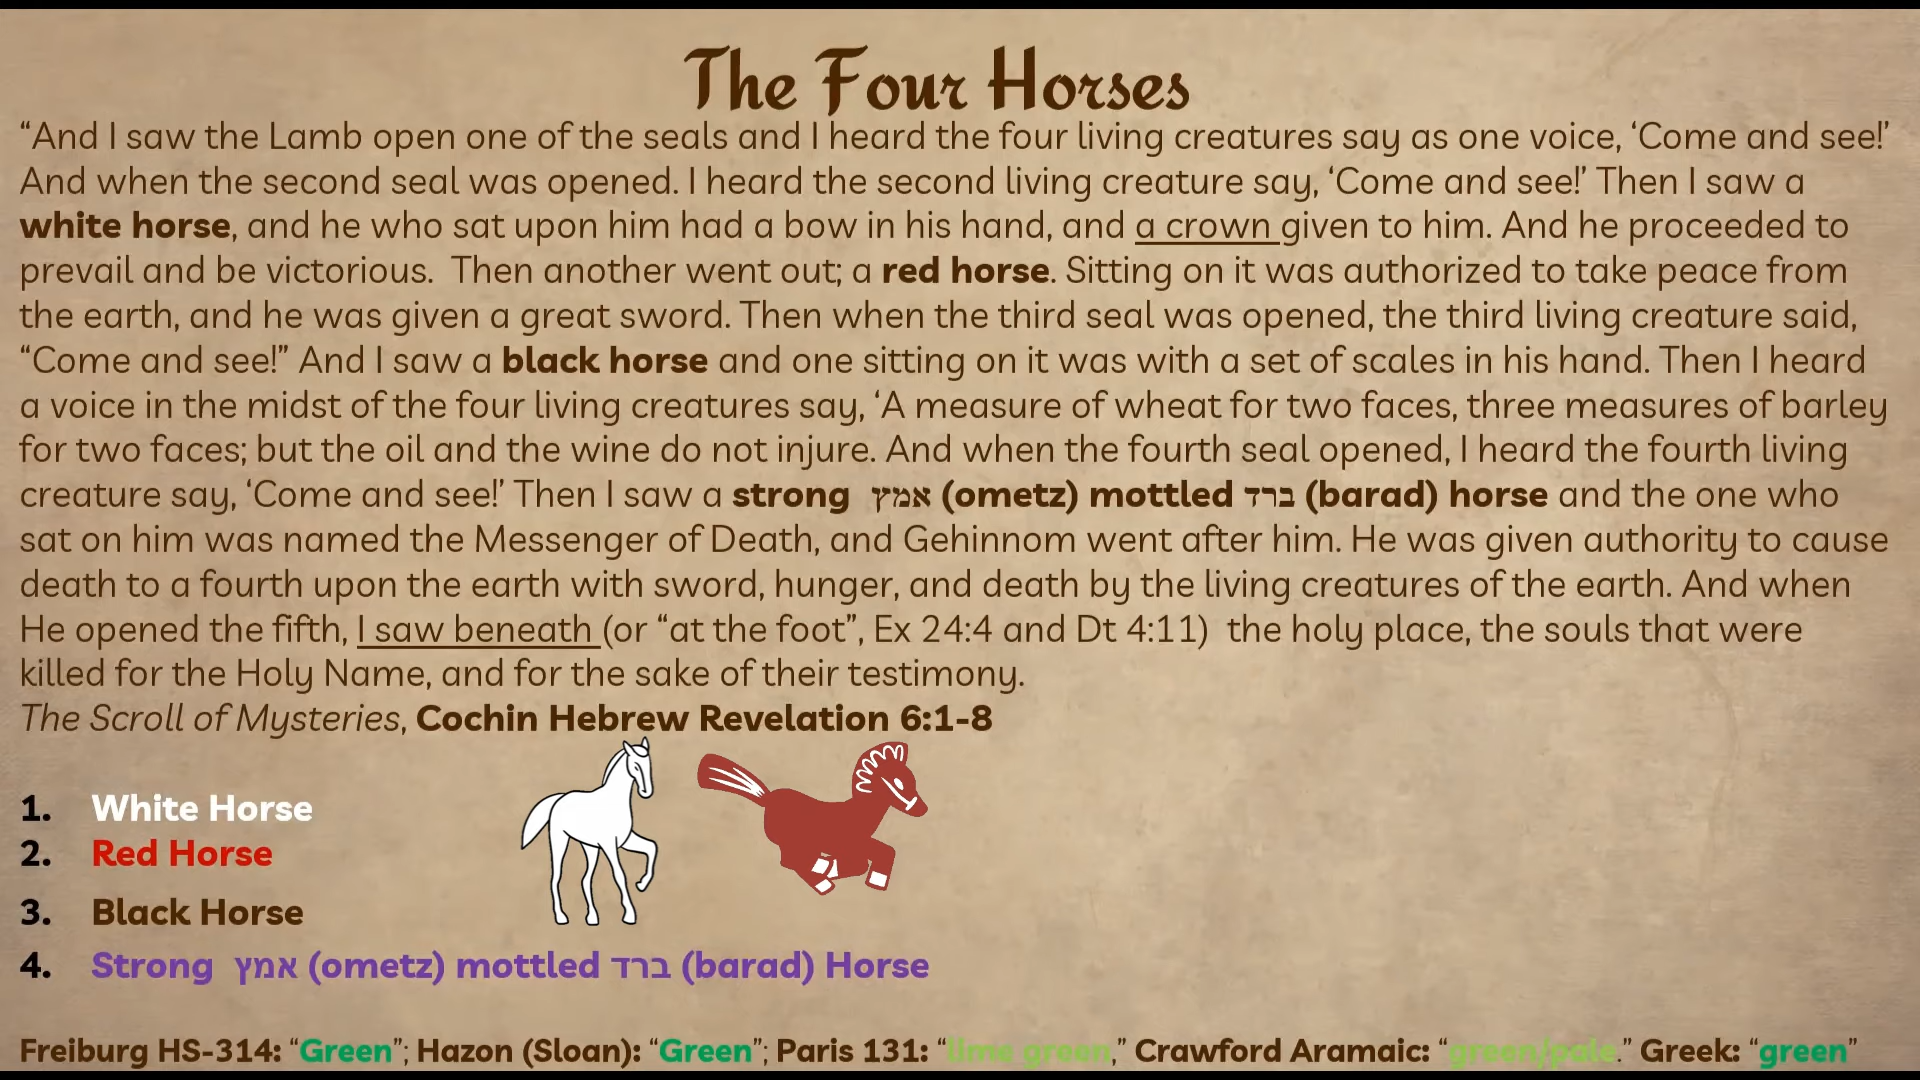 The Four Horses
“And I saw the Lamb open one of the seals and I heard the four living creatures say as one voice, ‘Come and see!’
And when the second seal was opened. I heard the second living creature say, ‘Come and see!’ Then I saw a
white horse, and he who sat upon him had a bow in his hand, and a crown given to him. And he proceeded to
prevail and be victorious.  Then another went out; a red horse. Sitting on it was authorized to take peace from
the earth, and he was given a great sword. Then when the third seal was opened, the third living creature said,
“Come and see!” And I saw a black horse and one sitting on it was with a set of scales in his hand. Then I heard
a voice in the midst of the four living creatures say, ‘A measure of wheat for two faces, three measures of barley
for two faces; but the oil and the wine do not injure. And when the fourth seal opened, I heard the fourth living
creature say, ‘Come and see!’ Then I saw a strong  אמץ (ometz) mottled ברד (barad) horse and the one who
sat on him was named the Messenger of Death, and Gehinnom went after him. He was given authority to cause
death to a fourth upon the earth with sword, hunger, and death by the living creatures of the earth. And when
He opened the fifth, I saw beneath (or “at the foot”, Ex 24:4 and Dt 4:11)  the holy place, the souls that were
killed for the Holy Name, and for the sake of their testimony.
The Scroll of Mysteries, Cochin Hebrew Revelation 6:1-8
1. White Horse
2. Red Horse
3. Black Horse
4. Strong  אמץ (ometz) mottled ברד (barad) Horse
Freiburg HS-314: “Green”; Hazon (Sloan): “Green”; Paris 131: “lime green,” Crawford Aramaic: “green/pale.” Greek: “green”